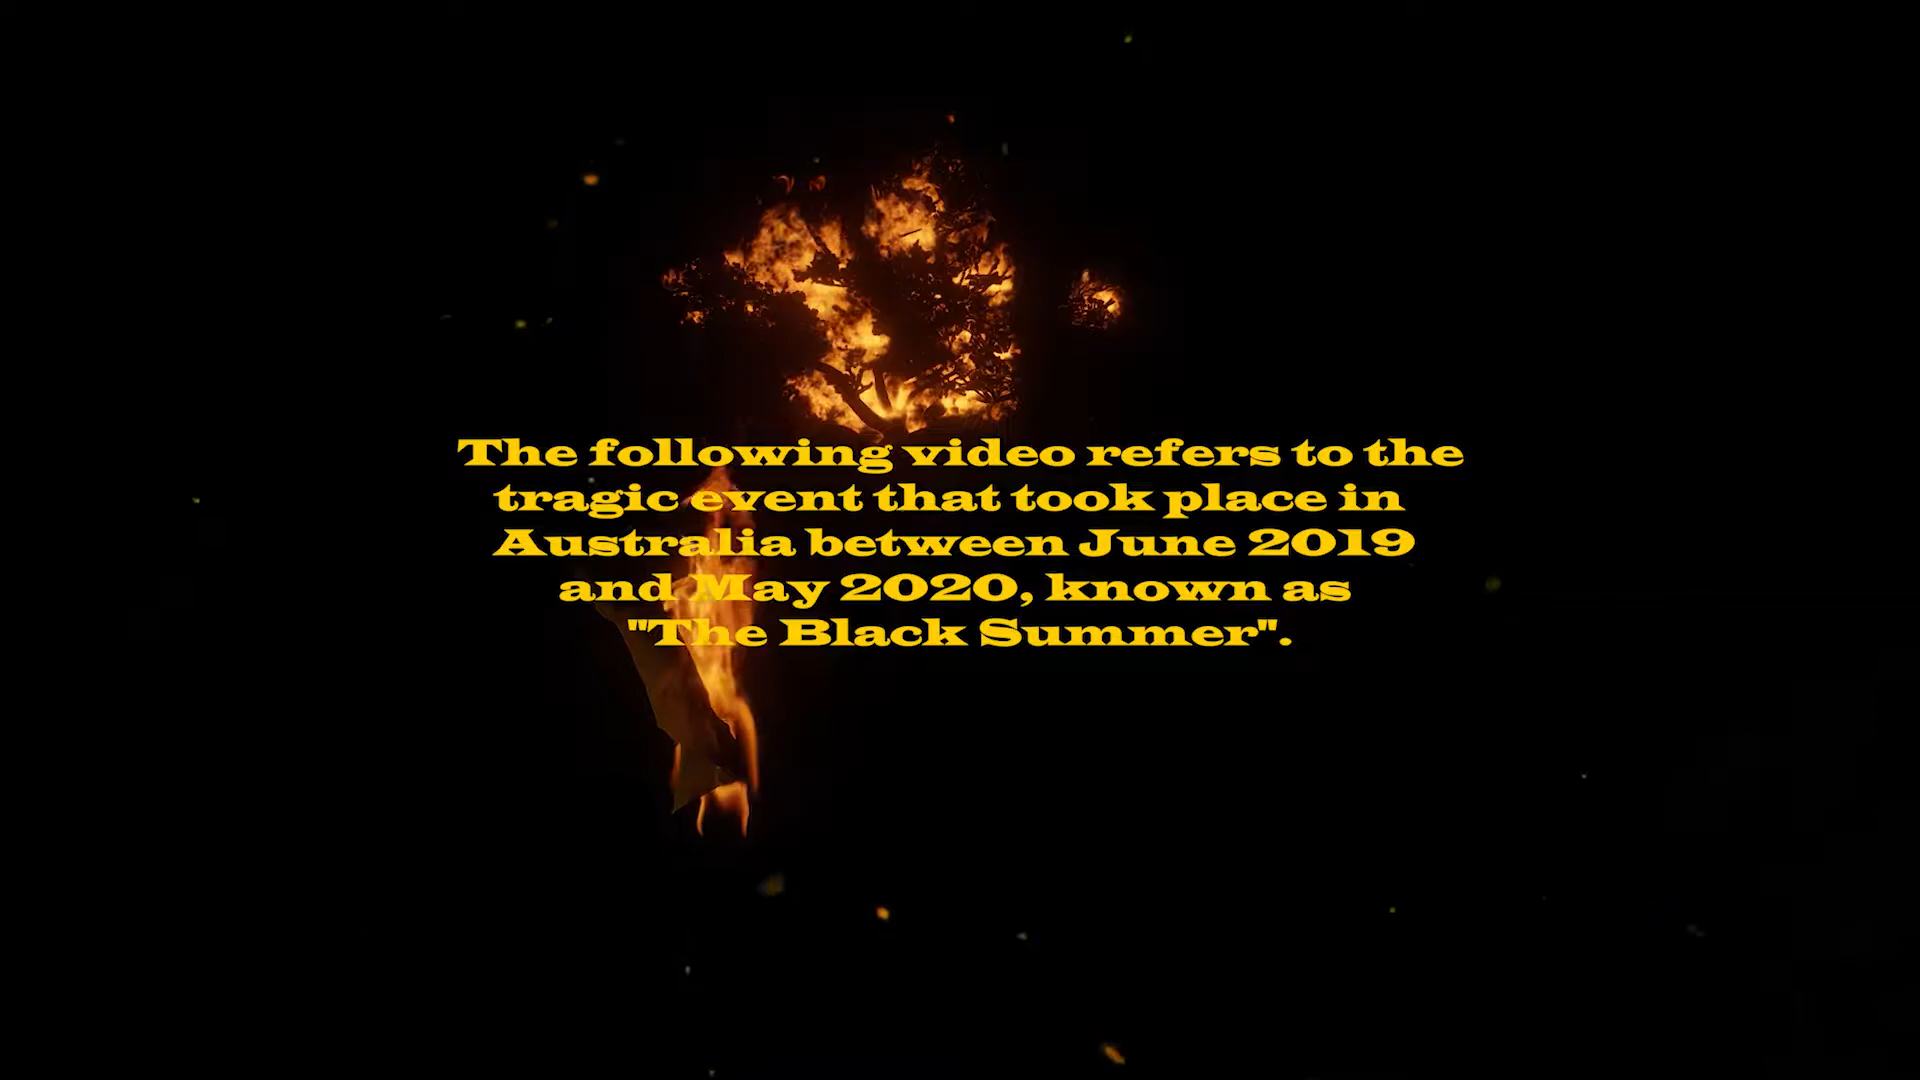 The following video refers to the
tragic event that took place in
Australia between June 2019
and May 2020, known as
"The Black Summer".